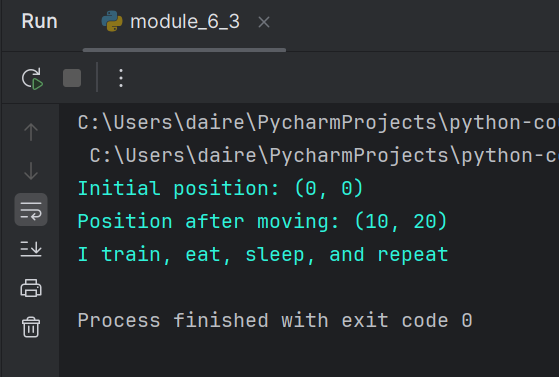 Run
module_6_3
C:\Users\daire\PycharmProjects\python-co
C:\Users\daire\PycharmProjects\python-c
Initial position: (0, 0)
Position after moving: (10, 20)
I train, eat, sleep, and repeat
Process finished with exit code 0